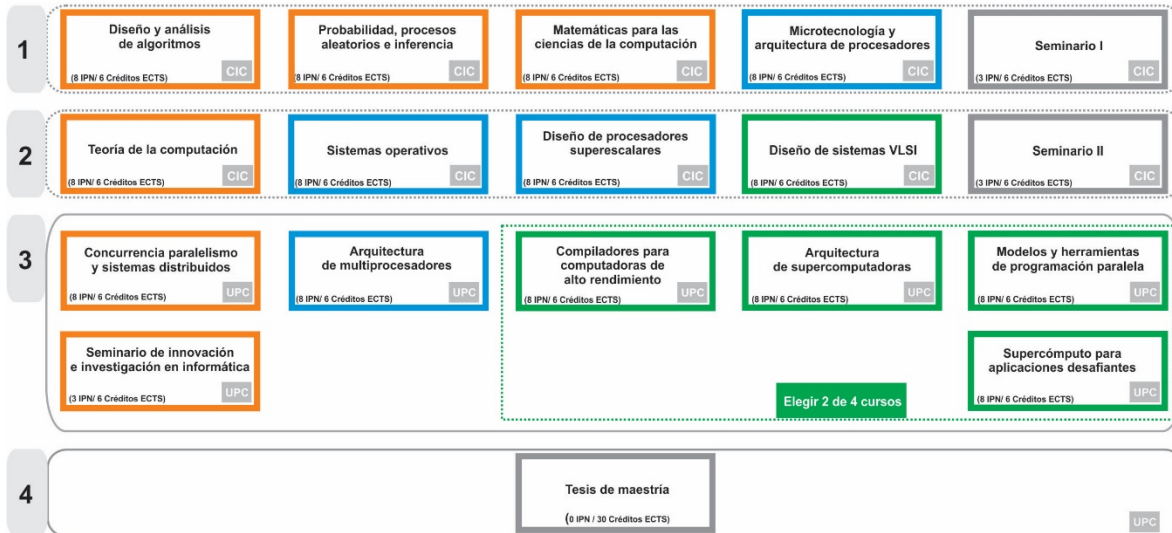 1
Diseño y análisis
de algoritmos
(8 IPN/ 6 Créditos ECTS)
CIC
Probabilidad, procesos
aleatorios e inferencia
(8 IPN/ 6 Créditos ECTS)
CIC
Matemáticas para las
ciencias de la computación
(8 IPN/ 6 Créditos ECTS)
CIC
Microtecnología y
arquitectura de procesadores
(8 IPN/ 6 Créditos ECTS)
CIC
Seminario I
(3 IPN/ 6 Créditos ECTS)
CIC
2
Teoría de la computación
(8 IPN/ 6 Créditos ECTS)
CIC
Sistemas operativos
(8 IPN/ 6 Créditos ECTS)
CIC
Diseño de procesadores
superescalares
(8 IPN/ 6 Créditos ECTS)
CIC
Diseño de sistemas VLSI
(8 IPN/ 6 Créditos ECTS)
CIC
Seminario II
(3 IPN/ 6 Créditos ECTS)
CIC
3
Concurrencia paralelismo
y sistemas distribuidos
(8 IPN/ 6 Créditos ECTS)
UPC
Arquitectura
de multiprocesadores
(8 IPN/ 6 Créditos ECTS)
UPC
Compiladores para
computadoras de
alto rendimiento
(8 IPN/ 6 Créditos ECTS)
UPC
Arquitectura
de supercomputadoras
(8 IPN/ 6 Créditos ECTS)
UPC
Modelos y herramientas
de programación paralela
(8 IPN/ 6 Créditos ECTS)
UPC
Seminario de innovación
e investigación en informática
(3 IPN/ 6 Créditos ECTS)
UPC
Elegir 2 de 4 cursos
Supercómputo para
aplicaciones desafiantes
(8 IPN/ 6 Créditos ECTS)
UPC
4
Tesis de maestría
(0 IPN / 30 Créditos ECTS)
UPC